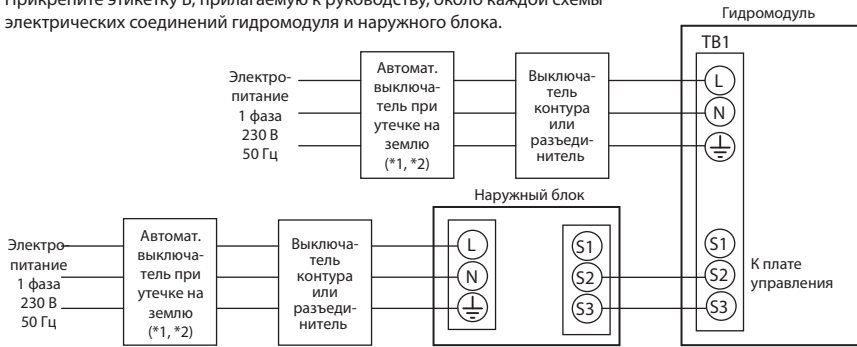 Прикрепите этикетку B, прилагаемую к руководству, около каждой схемы
электрических соединений гидромодуля и наружного блока.
Гидромодуль
TB1
Электро-
питание
1 фаза
230 В
50 Гц
Автомат.
выключа-
тель при
утечке на
землю
(*1, *2)
Выключа-
тель
контура
или
разъеди-
нитель
L
N
Наружный блок
Электро-
питание
1 фаза
230 В
50 Гц
Автомат.
выключа-
тель при
утечке на
землю
(*1, *2)
Выключа-
тель
контура
или
разъеди-
нитель
L
N
S1
S2
S3
S1
S2
S3
К плате
управления